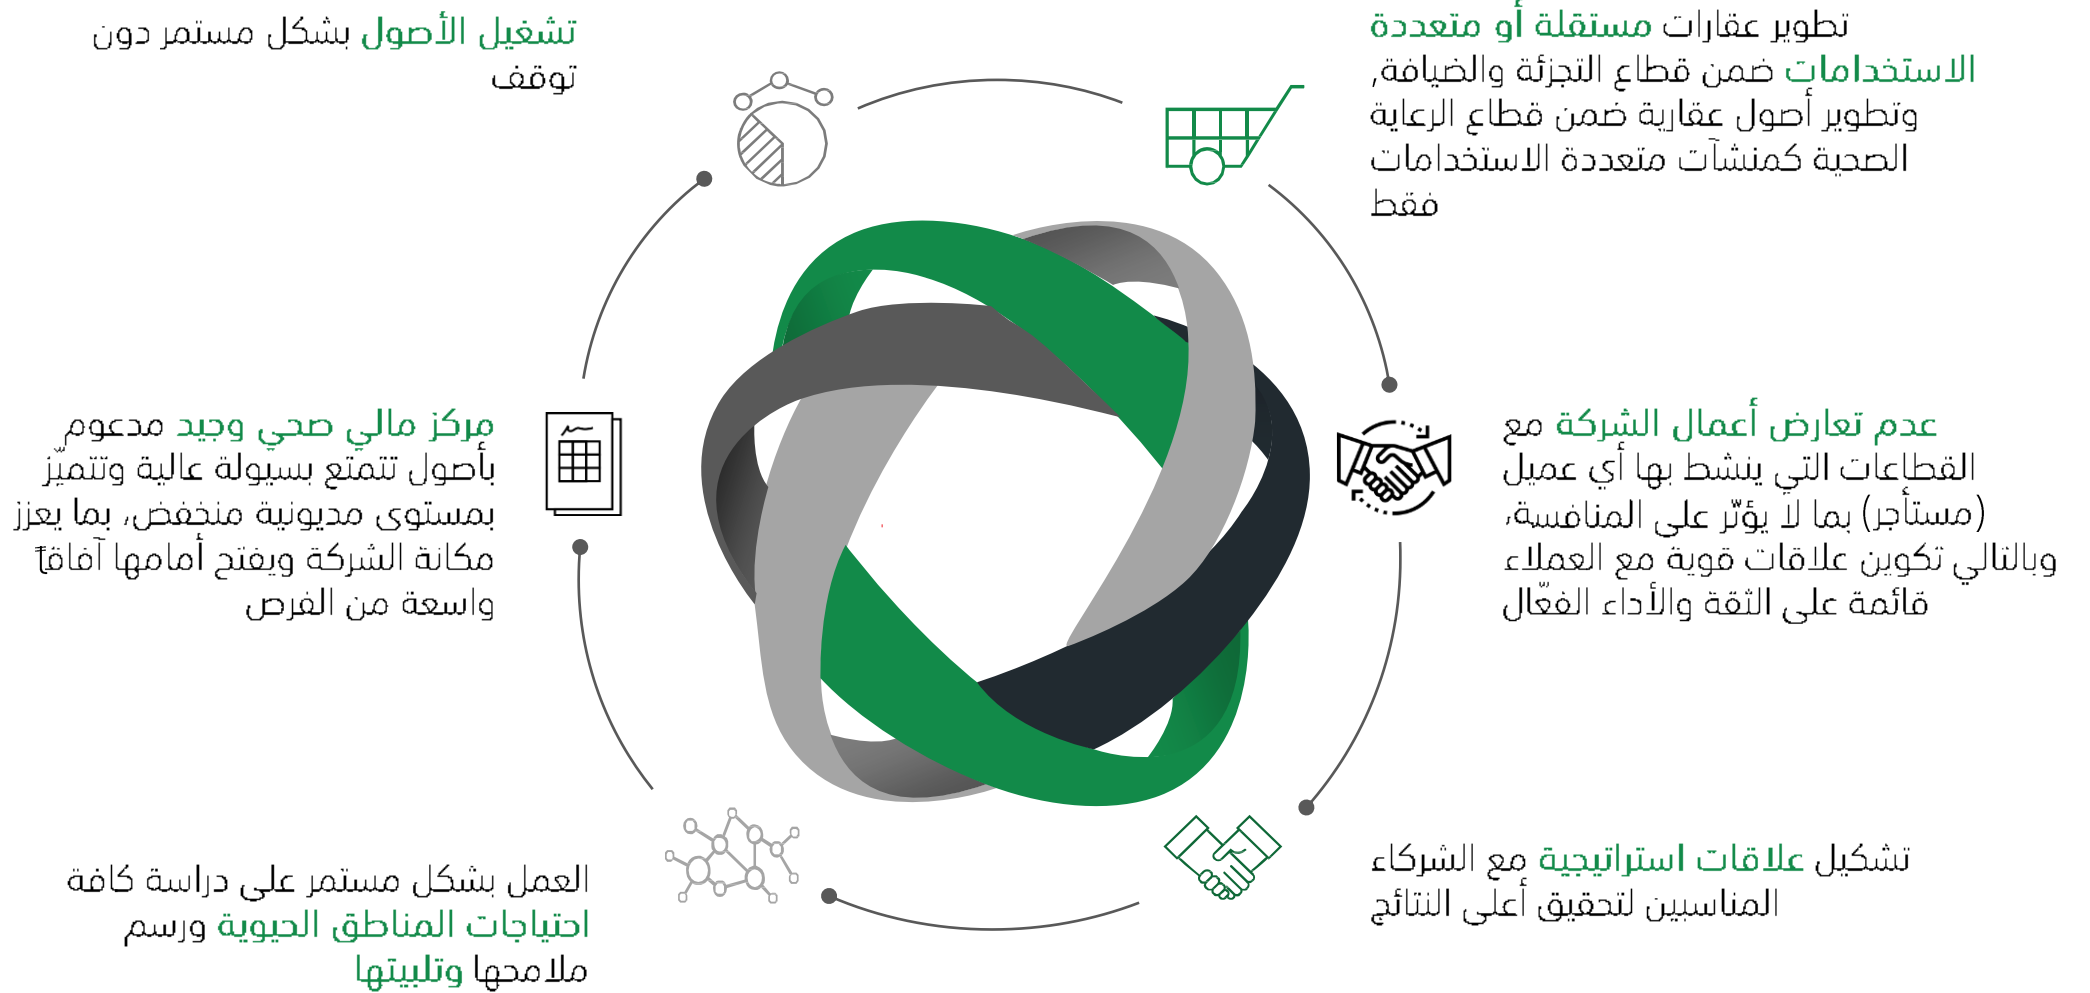 تطوير عقارات مستقلة أو متعددة
الاستخدامات ضمن قطاع التجزئة والضيافة,
وتطوير أصول عقارية ضمن قطاع الرعاية
الصحية كمنشآت متعددة الاستخدامات
فقط
عدم تعارض أعمال الشركة مع
القطاعات التي ينشط بها أي عميل
(مستأجر) بما لا يؤثّر على المنافسة،
وبالتالي تكوين علاقات قوية مع العملاء
قائمة على الثقة والأداء الفعّال
تشكيل علاقات استراتيجية مع الشركاء
المناسبين لتحقيق أعلى النتائج
العمل بشكل مستمر على دراسة كافة
احتياجات المناطق الحيوية ورسم
ملامحها وتلبيتها
مركز مالي صحي وجيد مدعوم
بأصول تتمتع بسيولة عالية وتتميّز
بمستوى مديونية منخفض، بما يعزز
مكانة الشركة ويفتح أمامها آفاقاً
واسعة من الفرص
تشغيل الأصول بشكل مستمر دون
توقف